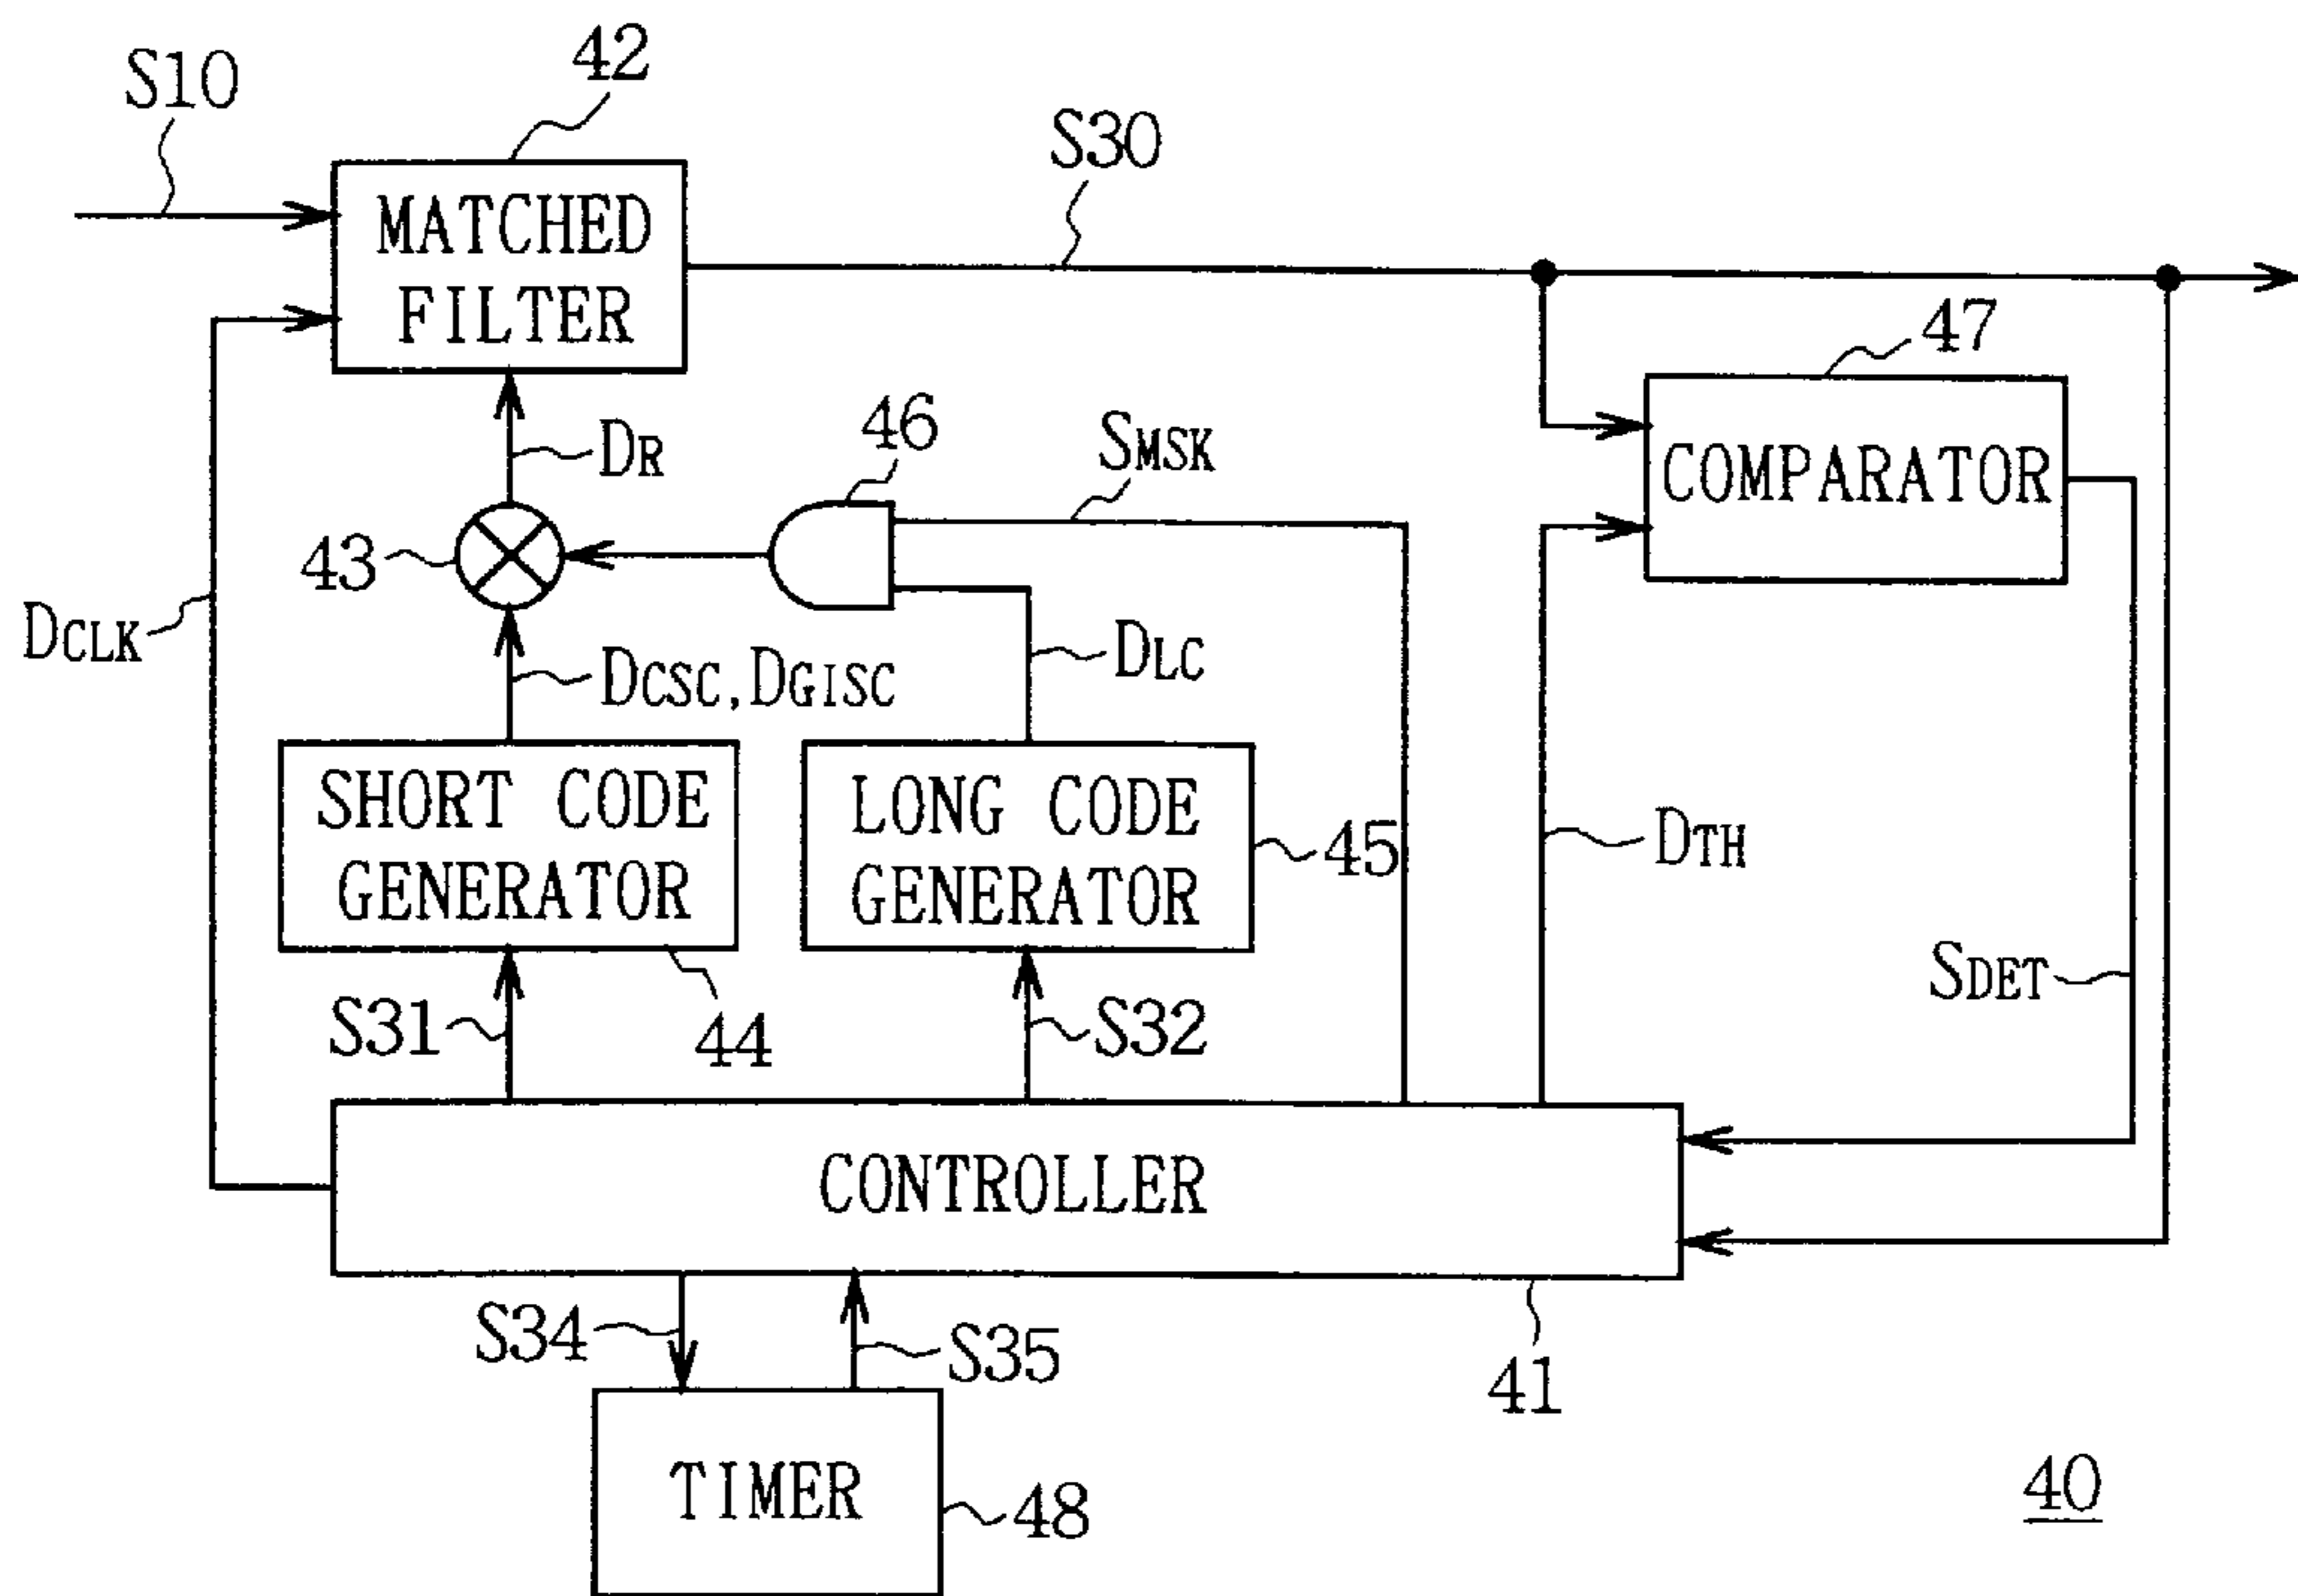 S10
42
S30
MATCHED
FILTER
47
COMPARATOR
46
SMSK
DR
43
DCLK
DCSC, DGISC
DLC
SHORT CODE
GENERATOR
LONG CODE
GENERATOR
45
DTH
SDET
S31
44
S32
CONTROLLER
S34
S35
41
TIMER
48
40